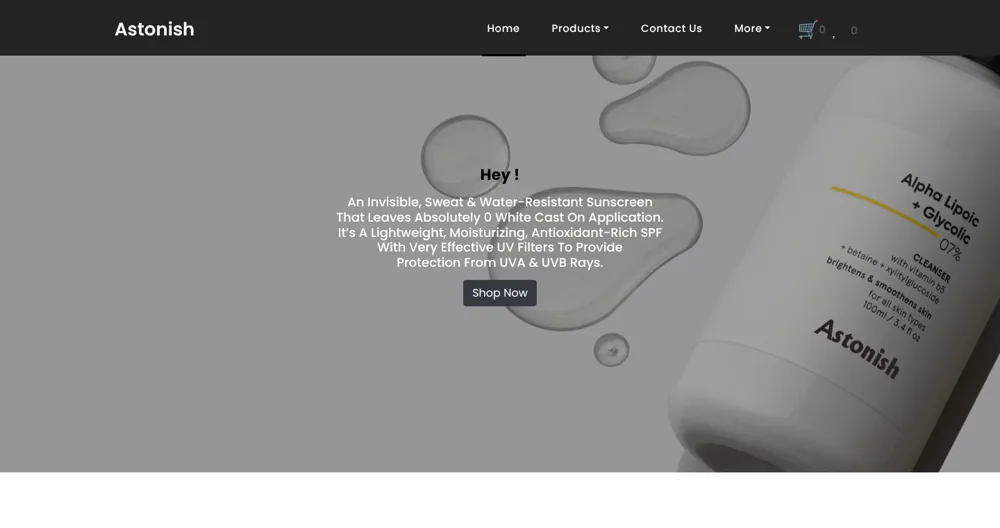 Astonish
Home
Products
Contact Us
More
0
0
Hey !
An Invisible, Sweat & Water-Resistant Sunscreen
That Leaves Absolutely 0 White Cast On Application.
It’s A Lightweight, Moisturizing, Antioxidant-Rich SPF
With Very Effective UV Filters To Provide
Protection From UVA & UVB Rays.
Shop Now
Alpha Lipoic
+ Glycolic
07%
CLEANSER
with vitamin b5
+ betaine + xylitylglucoside
brightens & smoothens skin
for all skin types
100ml / 3.4 fl oz
Astonish